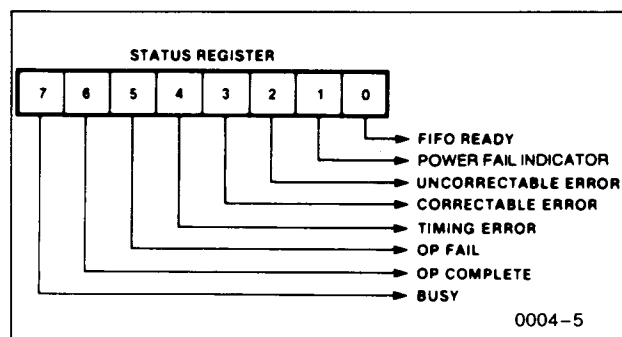 STATUS REGISTER
7 6 5 4 3 2 1 0
FIFO READY
POWER FAIL INDICATOR
UNCORRECTABLE ERROR
CORRECTABLE ERROR
TIMING ERROR
OP FAIL
OP COMPLETE
BUSY
0004-5